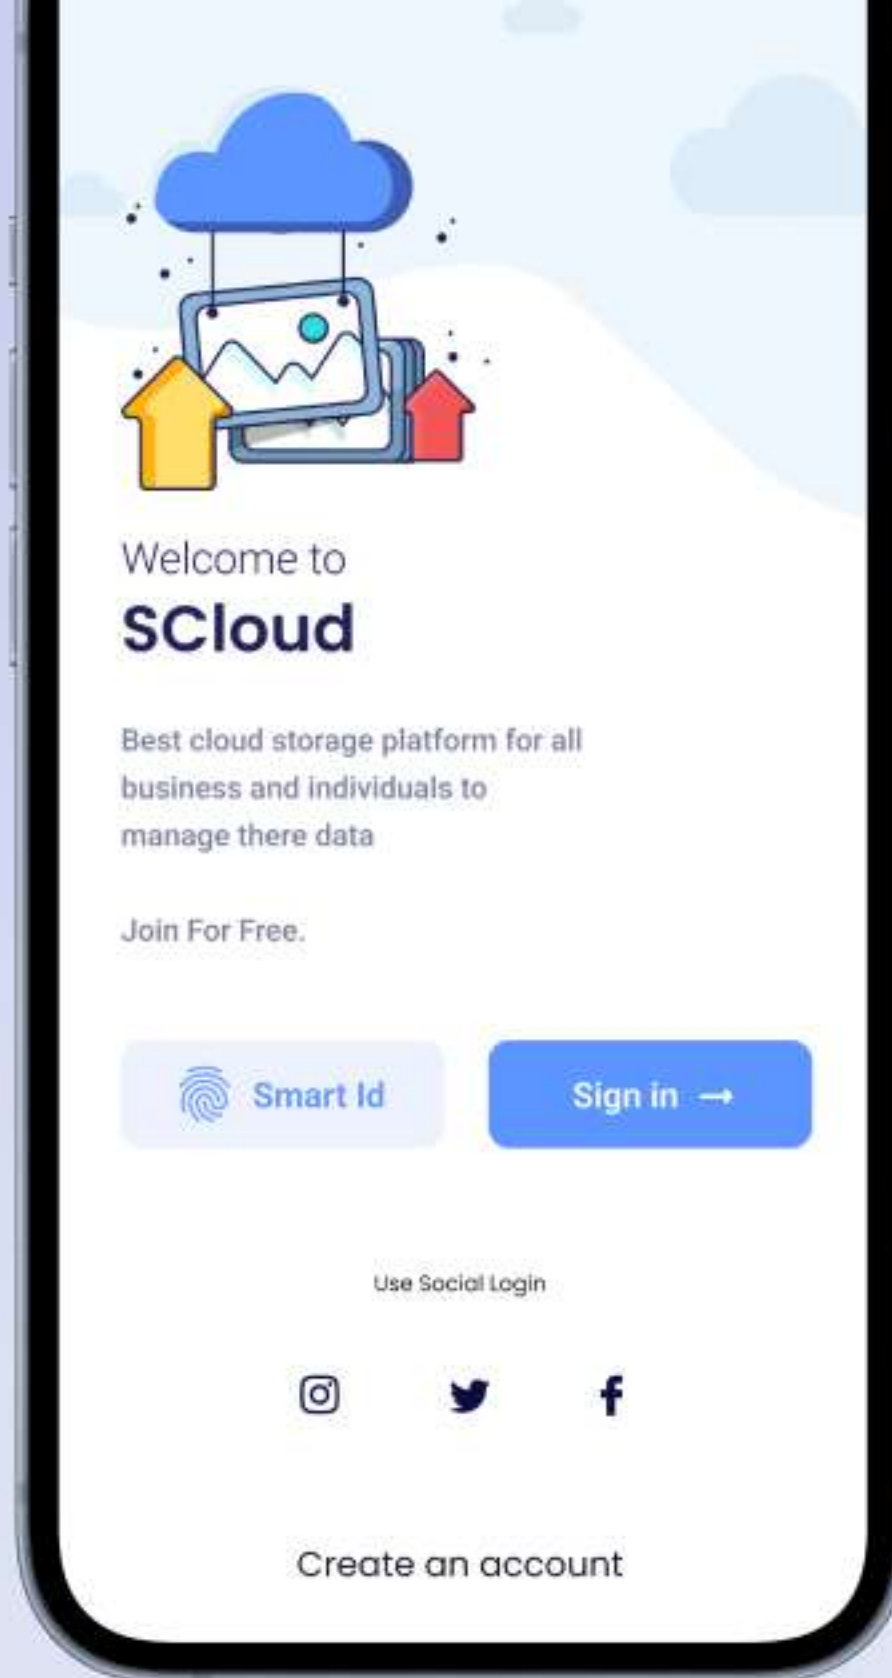 Welcome to
SCloud
Best cloud storage platform for all
business and individuals to
manage there data
Join For Free.
Smart Id
Sign in →
Use Social Login
Create an account